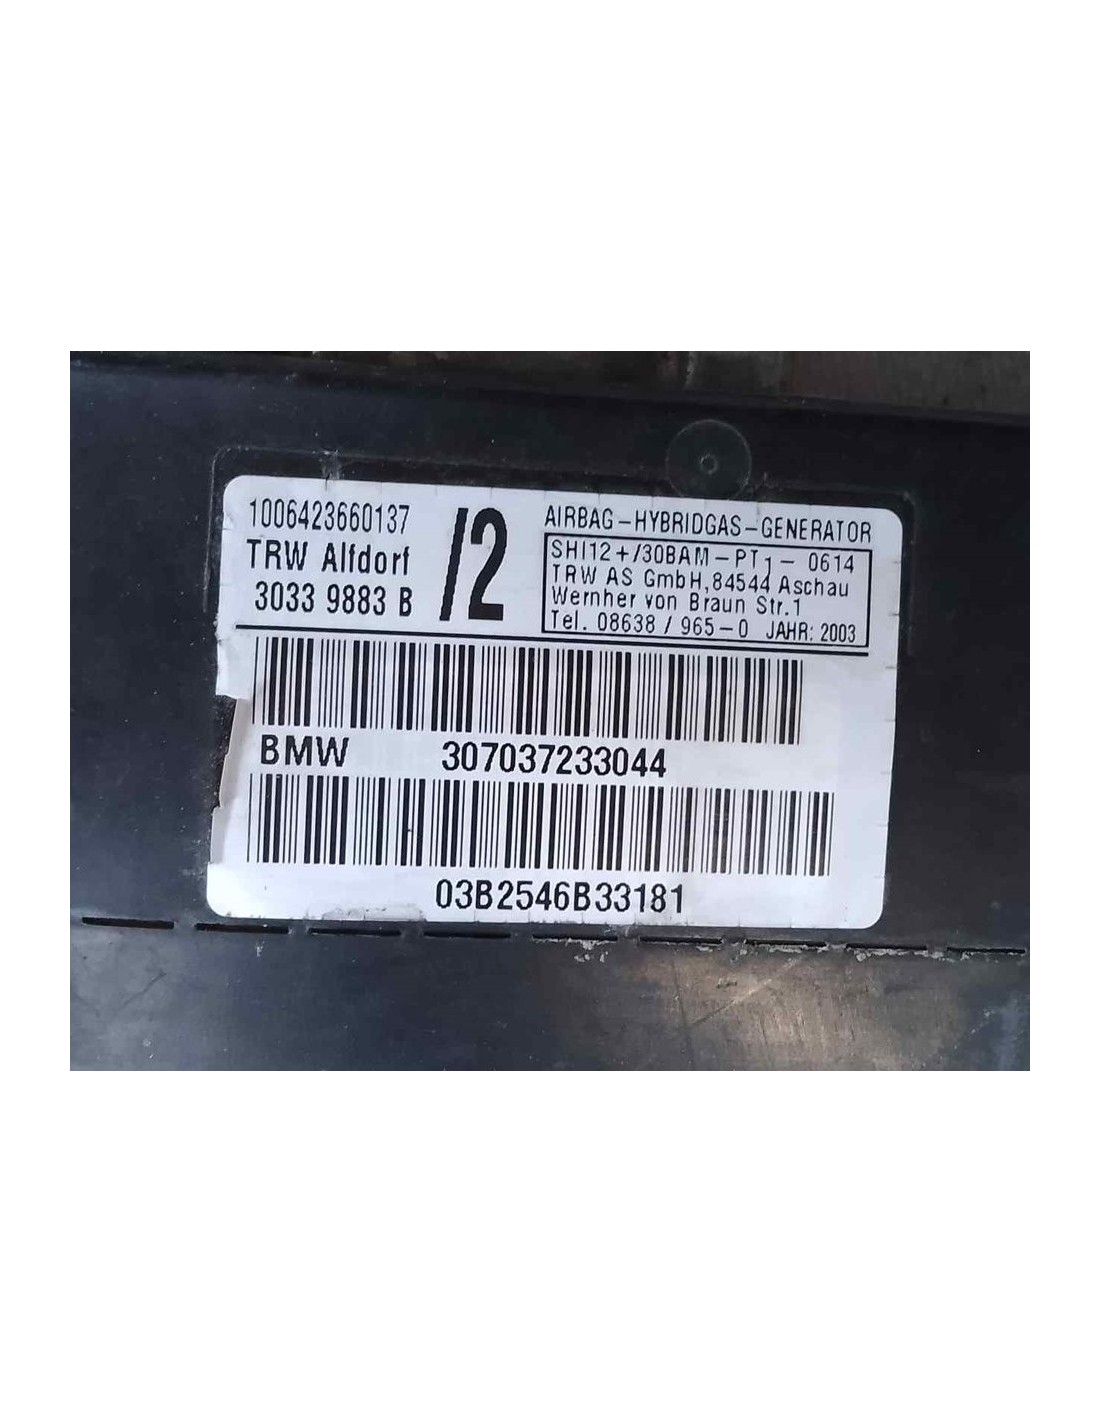 1006423660137
TRW Alfdorf
3033 9883 B
/2
AIRBAG-HYBRIDGAS-GENERATOR
SHI12+/30BAM-PT1-0614
TRW AS GmbH,84544 Aschau
Wernher von Braun Str.1
Tel. 08638 / 965-0 JAHR: 2003
BMW 307037233044
03B2546B33181